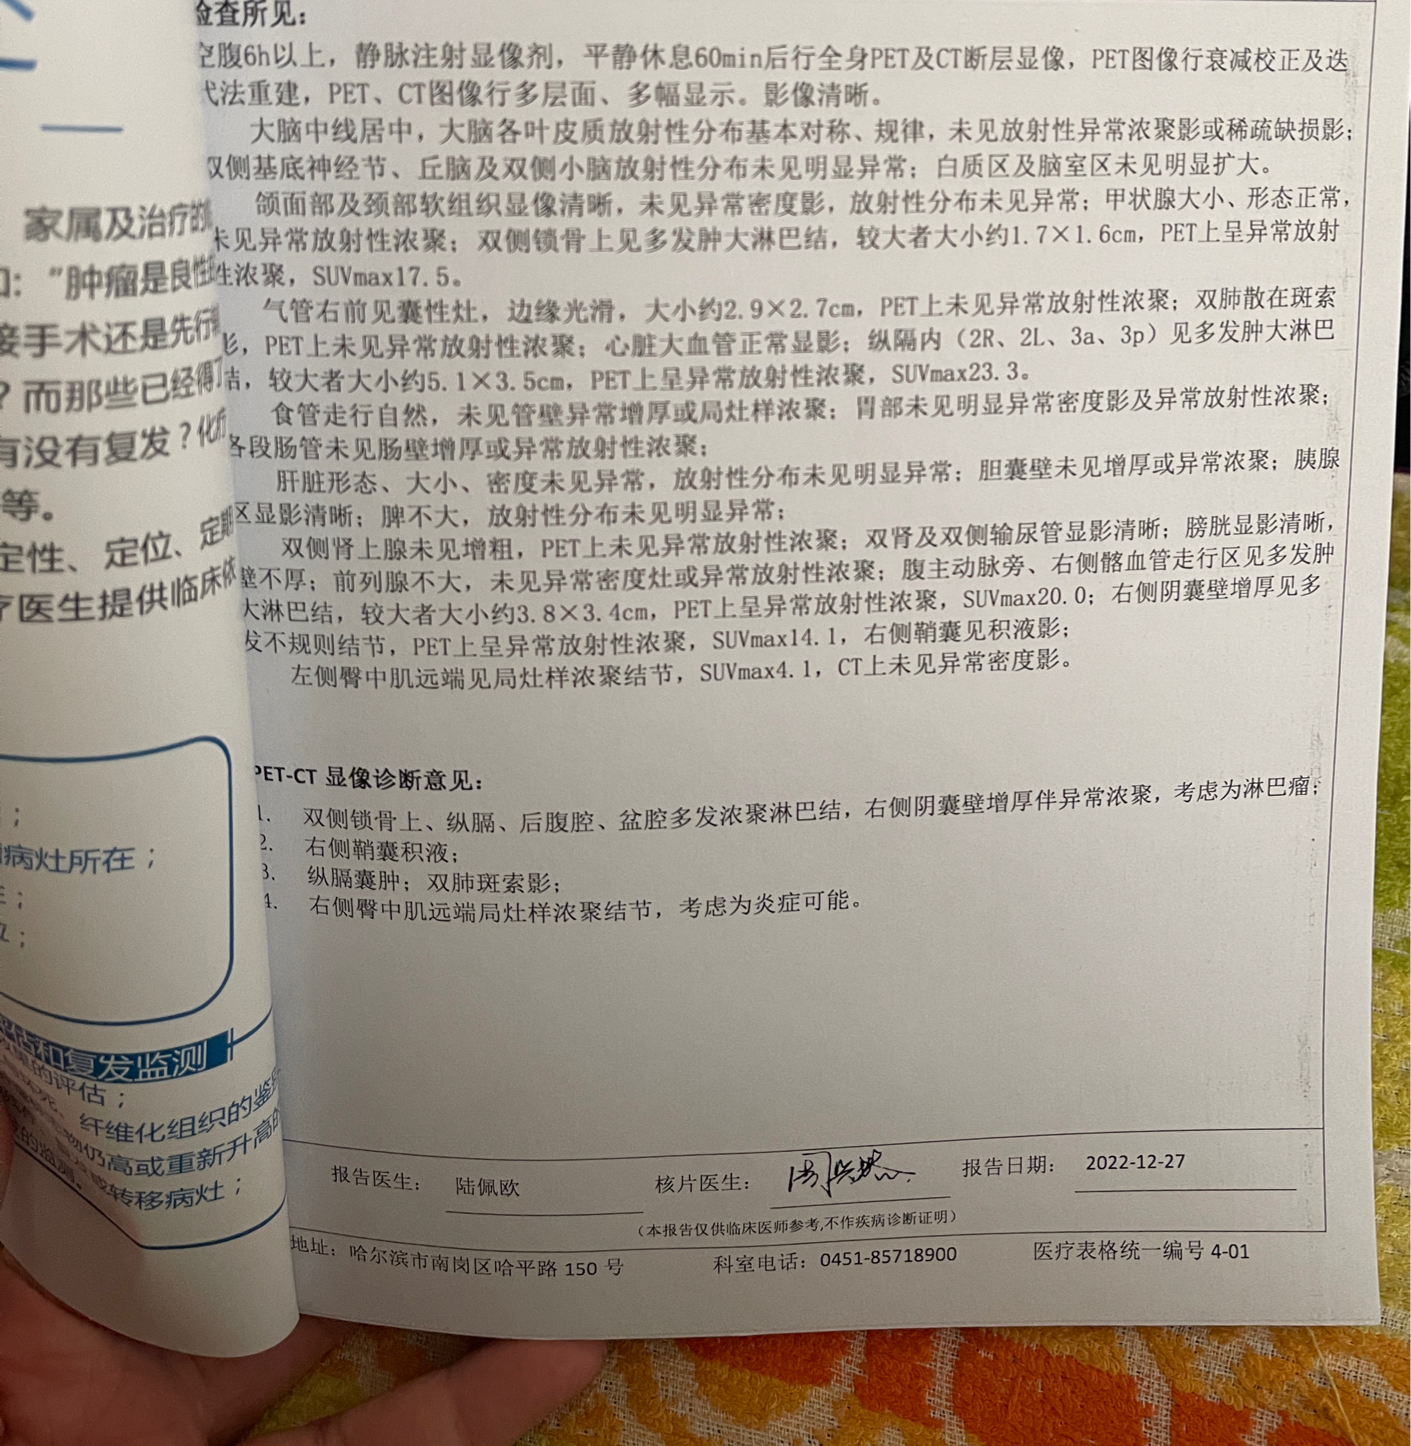 检查所见：
空腹6h以上，静脉注射显像剂，平静休息60min后行全身PET及CT断层显像，PET图像行衰减校正及迭
代法重建，PET、CT图像行多层面、多幅显示。影像清晰。
大脑中线居中，大脑各叶皮质放射性分布基本对称、规律，未见放射性异常浓聚影或稀疏缺损影；
双侧基底神经节、丘脑及双侧小脑放射性分布未见明显异常；白质区及脑室区未见明显扩大。
颌面部及颈部软组织显像清晰，未见异常密度影，放射性分布未见异常；甲状腺大小、形态正常，
未见异常放射性浓聚；双侧锁骨上见多发肿大淋巴结，较大者大小约1.7×1.6cm，PET上呈异常放射
性浓聚，SUVmax17.5。
气管右前见囊性灶，边缘光滑，大小约2.9×2.7cm，PET上未见异常放射性浓聚；双肺散在斑索
影，PET上未见异常放射性浓聚；心脏大血管正常显影；纵隔内（2R、2L、3a、3p）见多发肿大淋巴
结，较大者大小约5.1×3.5cm，PET上呈异常放射性浓聚，SUVmax23.3。
食管走行自然，未见管壁异常增厚或局灶样浓聚；胃部未见明显异常密度影及异常放射性浓聚；
各段肠管未见肠壁增厚或异常放射性浓聚；
肝脏形态、大小、密度未见异常，放射性分布未见明显异常；胆囊壁未见增厚或异常浓聚；胰腺
区显影清晰；脾不大，放射性分布未见明显异常；
双侧肾上腺未见增粗，PET上未见异常放射性浓聚；双肾及双侧输尿管显影清晰；膀胱显影清晰，
壁不厚；前列腺不大，未见异常密度灶或异常放射性浓聚；腹主动脉旁、右侧髂血管走行区见多发肿
大淋巴结，较大者大小约3.8×3.4cm，PET上呈异常放射性浓聚，SUVmax20.0；右侧阴囊壁增厚见多
发不规则结节，PET上呈异常放射性浓聚，SUVmax14.1，右侧鞘囊见积液影；
左侧臀中肌远端见局灶样浓聚结节，SUVmax4.1，CT上未见异常密度影。
PET-CT 显像诊断意见：
1. 双侧锁骨上、纵膈、后腹腔、盆腔多发浓聚淋巴结，右侧阴囊壁增厚伴异常浓聚，考虑为淋巴瘤；
2. 右侧鞘囊积液；
3. 纵膈囊肿；双肺斑索影；
4. 右侧臀中肌远端局灶样浓聚结节，考虑为炎症可能。
报告医生： 陆佩欧 核片医生： 报告日期： 2022-12-27
（本报告仅供临床医师参考,不作疾病诊断证明）
地址：哈尔滨市南岗区哈平路 150 号 科室电话：0451-85718900 医疗表格统一编号 4-01
家属及治疗的
"肿瘤是良性
接手术还是先行
？而那些已经得了
有没有复发？化疗
等。
定性、定位、定期
疗医生提供临床依
；
病灶所在；
；
；
和复发监测
的评估；
纤维化组织的鉴别
仍高或重新升高的
或转移病灶；